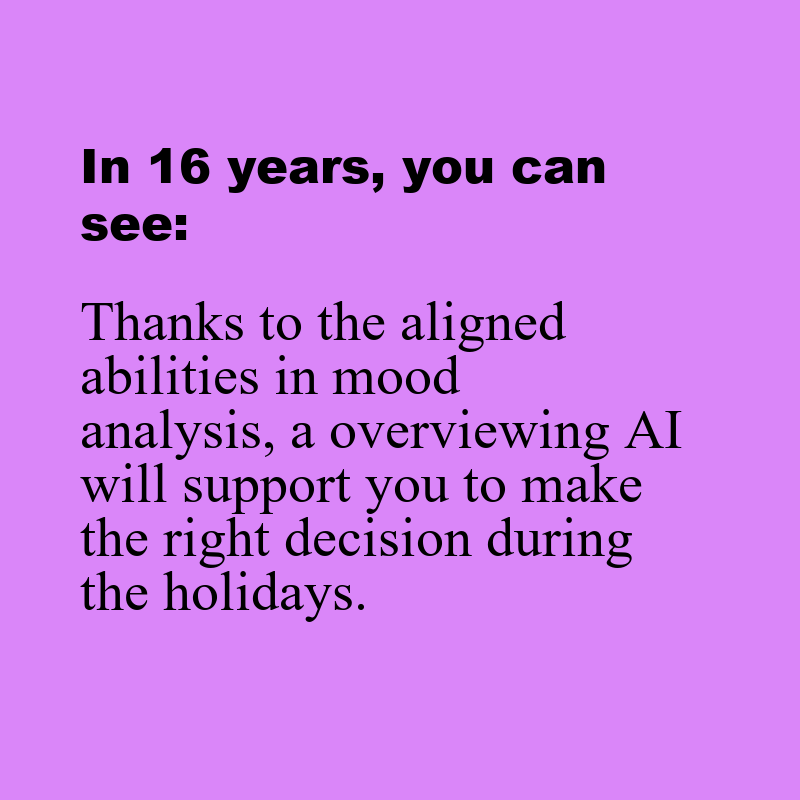 In 16 years, you can
see:
Thanks to the aligned
abilities in mood
analysis, a overviewing AI
will support you to make
the right decision during
the holidays.